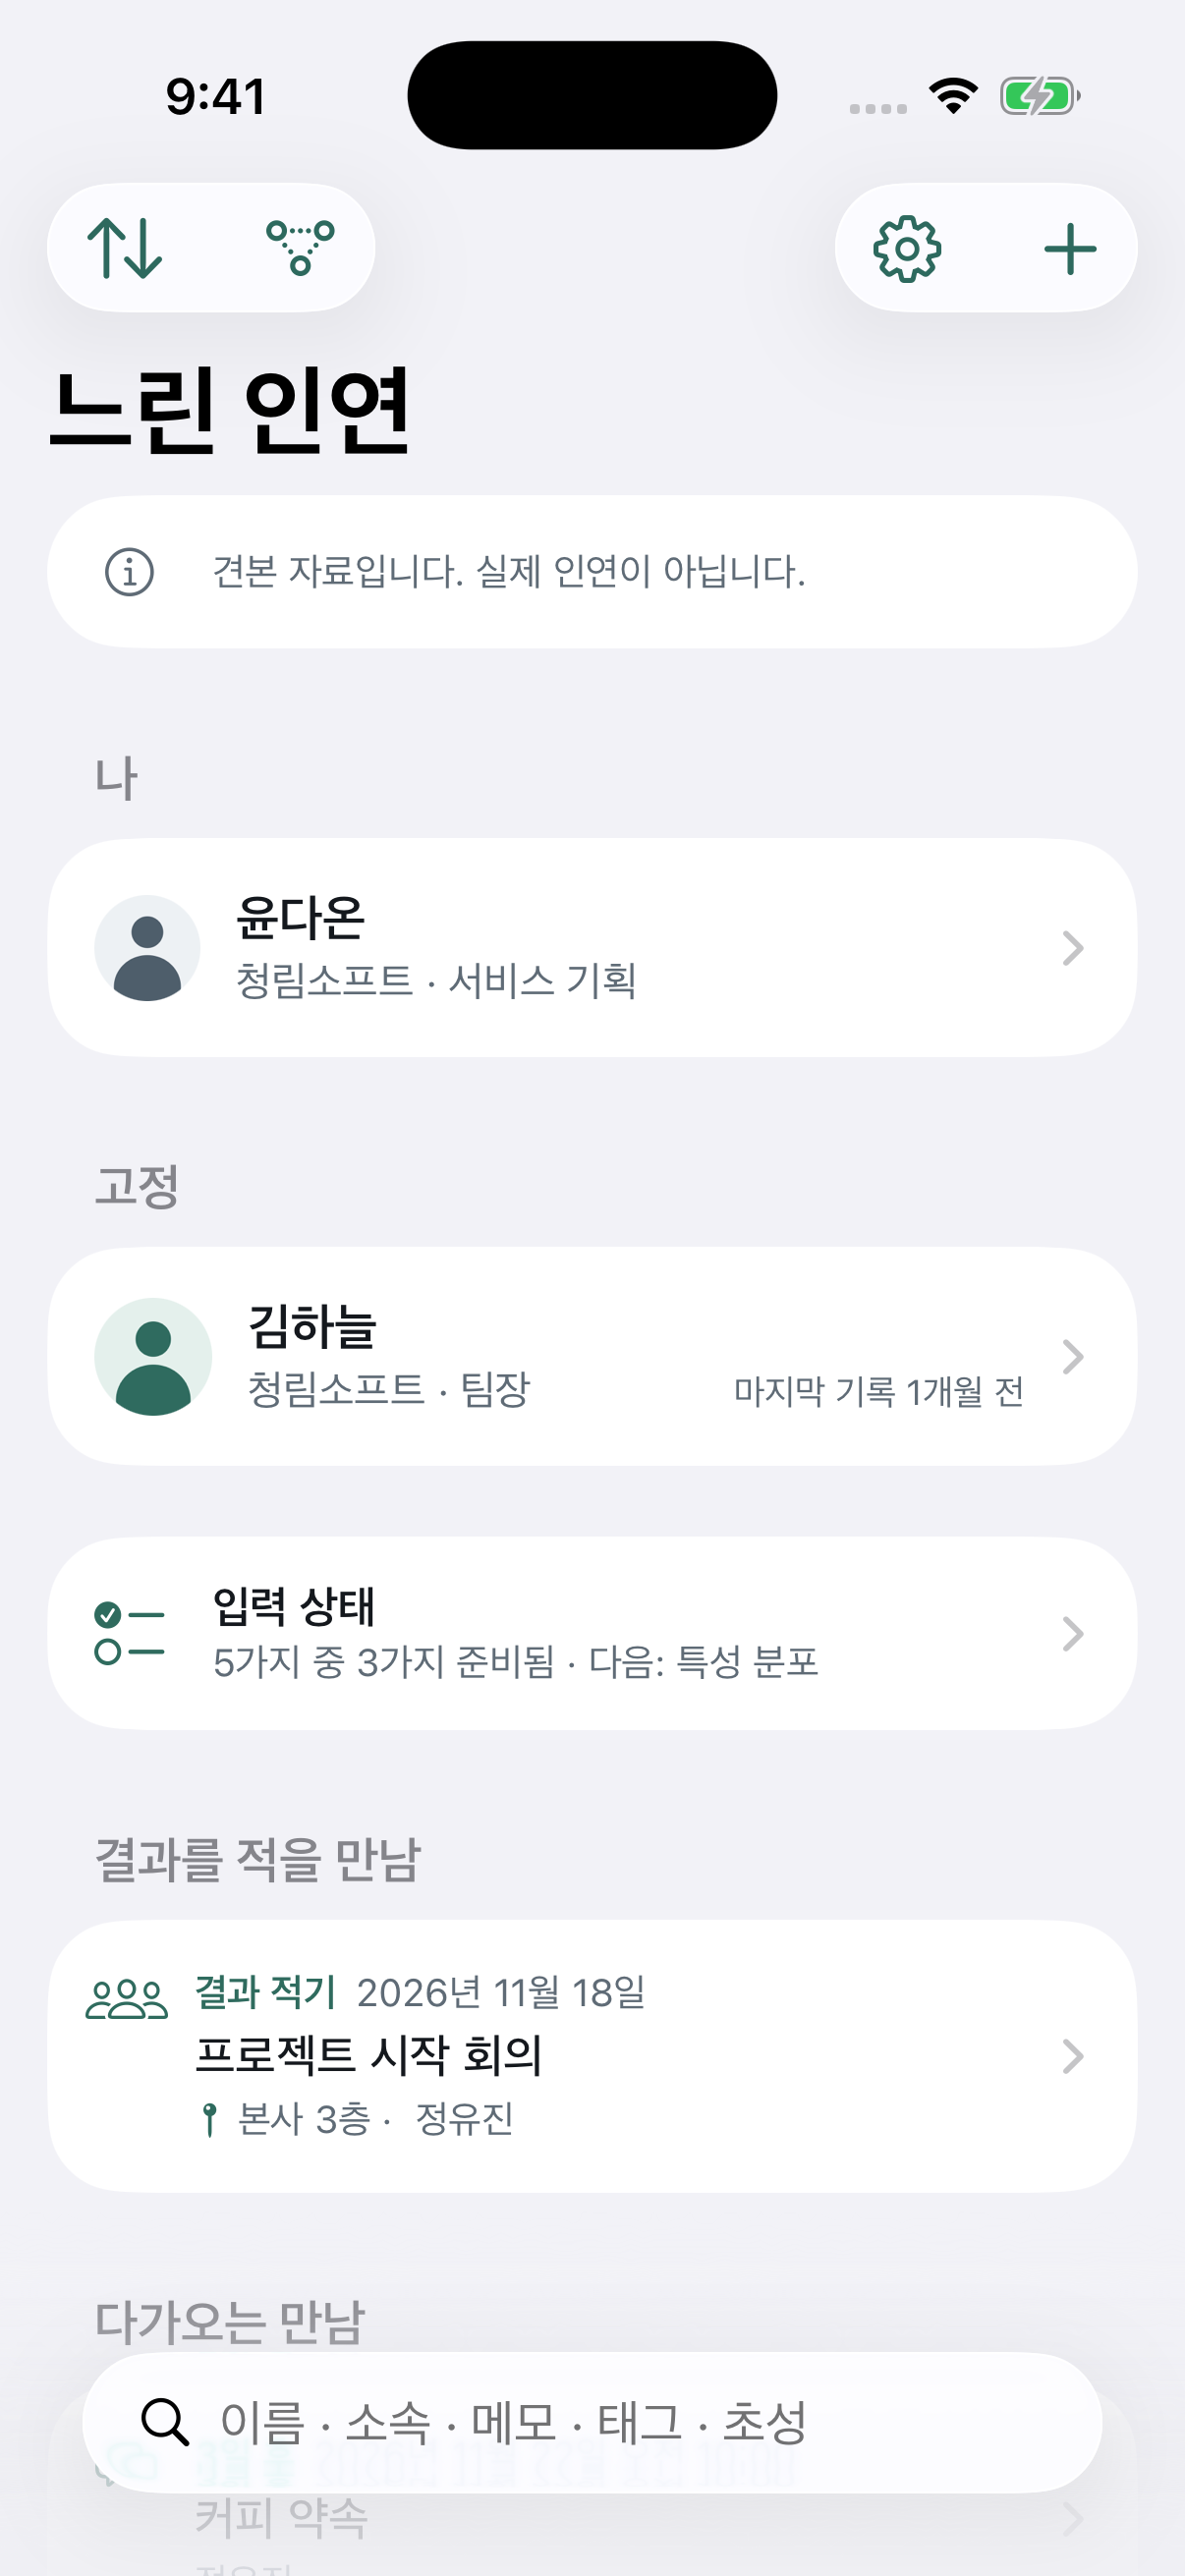 9:41
느린 인연
견본 자료입니다. 실제 인연이 아닙니다.
나
윤다온
청림소프트 · 서비스 기획
고정
김하늘
청림소프트 · 팀장
마지막 기록 1개월 전
입력 상태
5가지 중 3가지 준비됨 · 다음: 특성 분포
결과를 적을 만남
결과 적기 2026년 11월 18일
프로젝트 시작 회의
본사 3층 · 정유진
다가오는 만남
이름 · 소속 · 메모 · 태그 · 초성
커피 약속